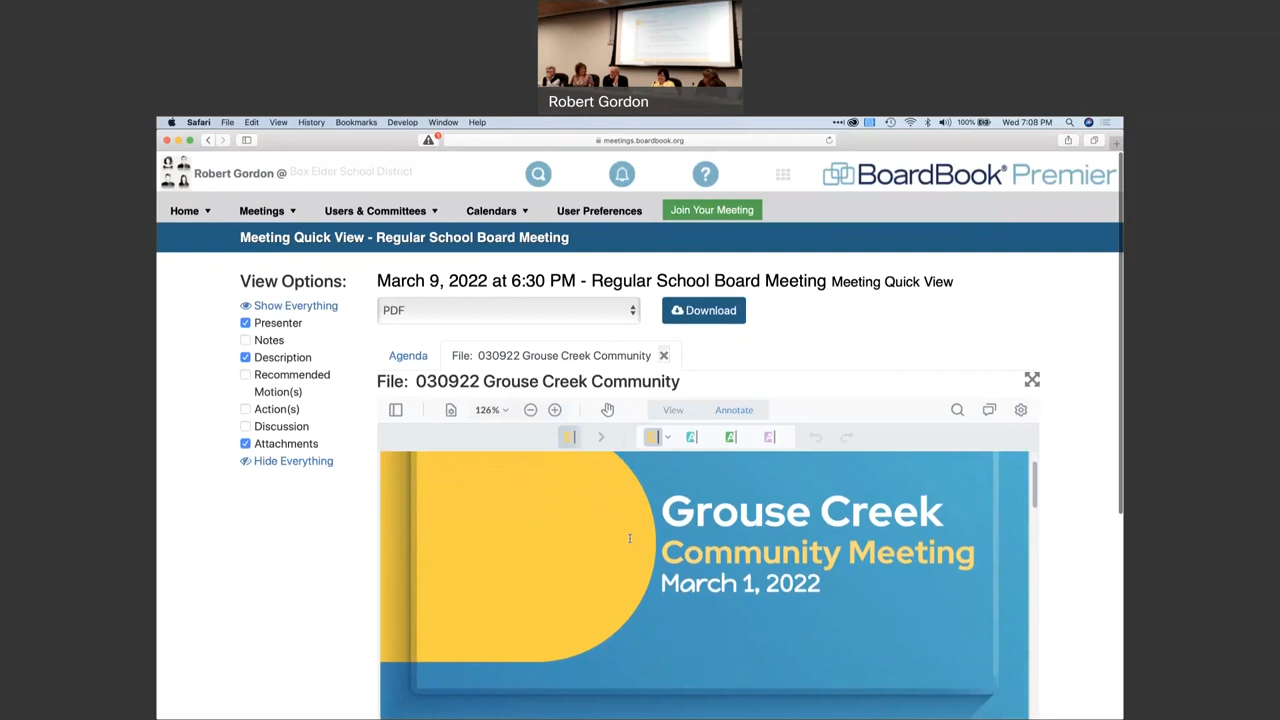 Robert Gordon
Safari File Edit View History Bookmarks Develop Window Help 100% Wed 7:08 PM
meetings.boardbook.org
Robert Gordon @ Box Elder School District
BoardBook® Premier
Home Meetings Users & Committees Calendars User Preferences Join Your Meeting
Meeting Quick View - Regular School Board Meeting
View Options:
Show Everything
Presenter
Notes
Description
Recommended
Motion(s)
Action(s)
Discussion
Attachments
Hide Everything
March 9, 2022 at 6:30 PM - Regular School Board Meeting Meeting Quick View
PDF
Download
Agenda
File: 030922 Grouse Creek Community
File: 030922 Grouse Creek Community
126%
View
Annotate
Grouse Creek
Community Meeting
March 1, 2022